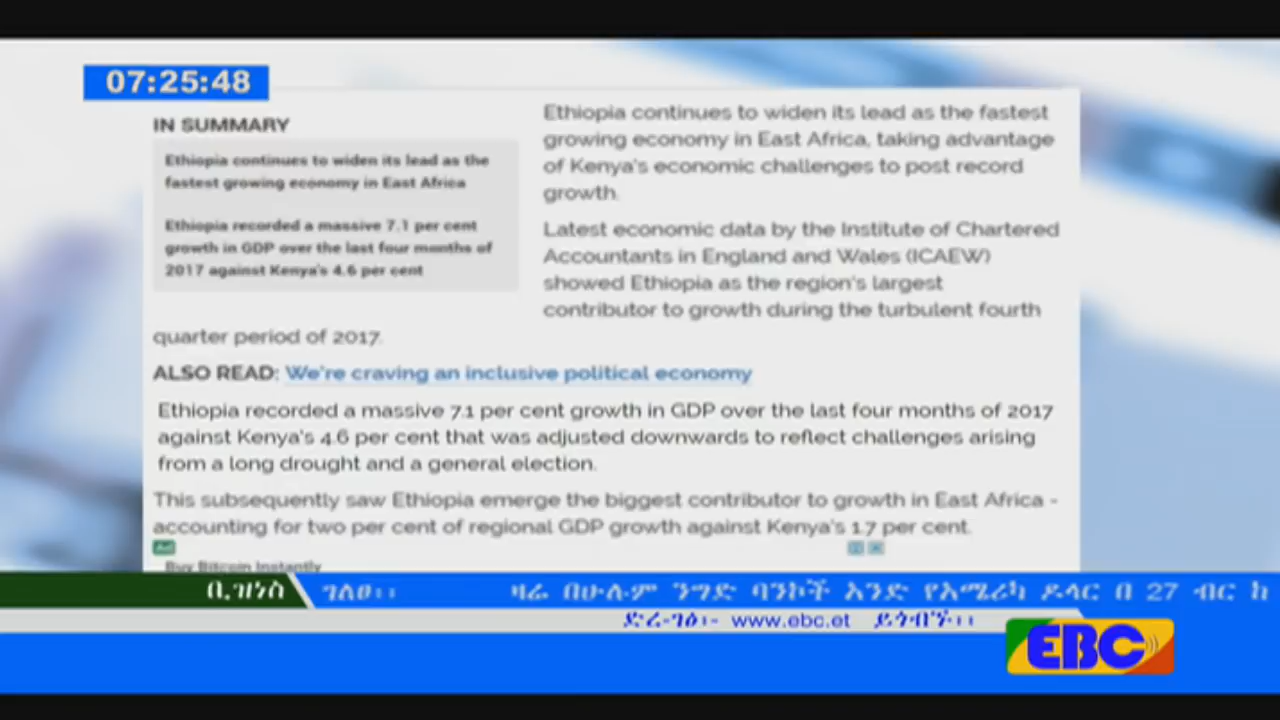 07:25:48
IN SUMMARY
Ethiopia continues to widen its lead as the
fastest growing economy in East Africa
Ethiopia recorded a massive 7.1 per cent
growth in GDP over the last four months of
2017 against Kenya's 4.6 per cent
Ethiopia continues to widen its lead as the fastest
growing economy in East Africa, taking advantage
of Kenya's economic challenges to post record
growth.
Latest economic data by the Institute of Chartered
Accountants in England and Wales (ICAEW)
showed Ethiopia as the region's largest
contributor to growth during the turbulent fourth
quarter period of 2017.
ALSO READ: We're craving an inclusive political economy
Ethiopia recorded a massive 7.1 per cent growth in GDP over the last four months of 2017
against Kenya's 4.6 per cent that was adjusted downwards to reflect challenges arising
from a long drought and a general election.
This subsequently saw Ethiopia emerge the biggest contributor to growth in East Africa -
accounting for two per cent of regional GDP growth against Kenya's 1.7 per cent.
Ad
Buy Bitcoin Instantly
ቢዝነስ ገለፀ፡፡ ዛሬ በሁሉም ንግድ ባንኮች አንድ የአሜሪካ ዶላር በ 27 ብር ከ
ድረ-ገፅ፡- www.ebc.et ይጎብኙ፡፡
EBC